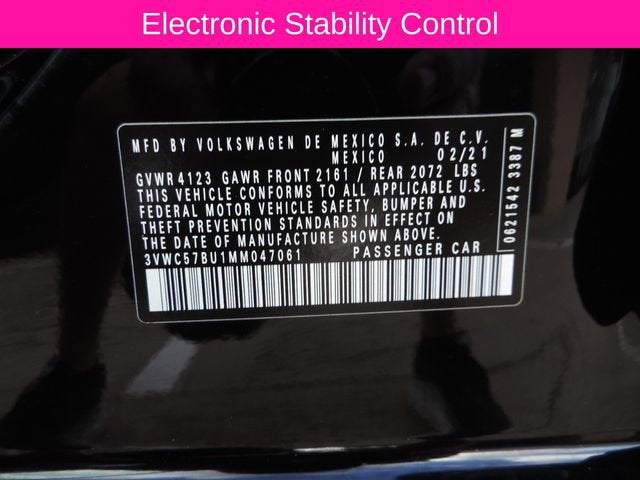 Electronic Stability Control
MFD BY VOLKSWAGEN DE MEXICO S.A. DE C.V.
MEXICO 02/21
GVWR 4123 GAWR FRONT 2161 / REAR 2072 LBS
THIS VEHICLE CONFORMS TO ALL APPLICABLE U.S.
FEDERAL MOTOR VEHICLE SAFETY, BUMPER AND
THEFT PREVENTION STANDARDS IN EFFECT ON
THE DATE OF MANUFACTURE SHOWN ABOVE.
3VWC57BU1MM047061 PASSENGER CAR
0621542 3387 M